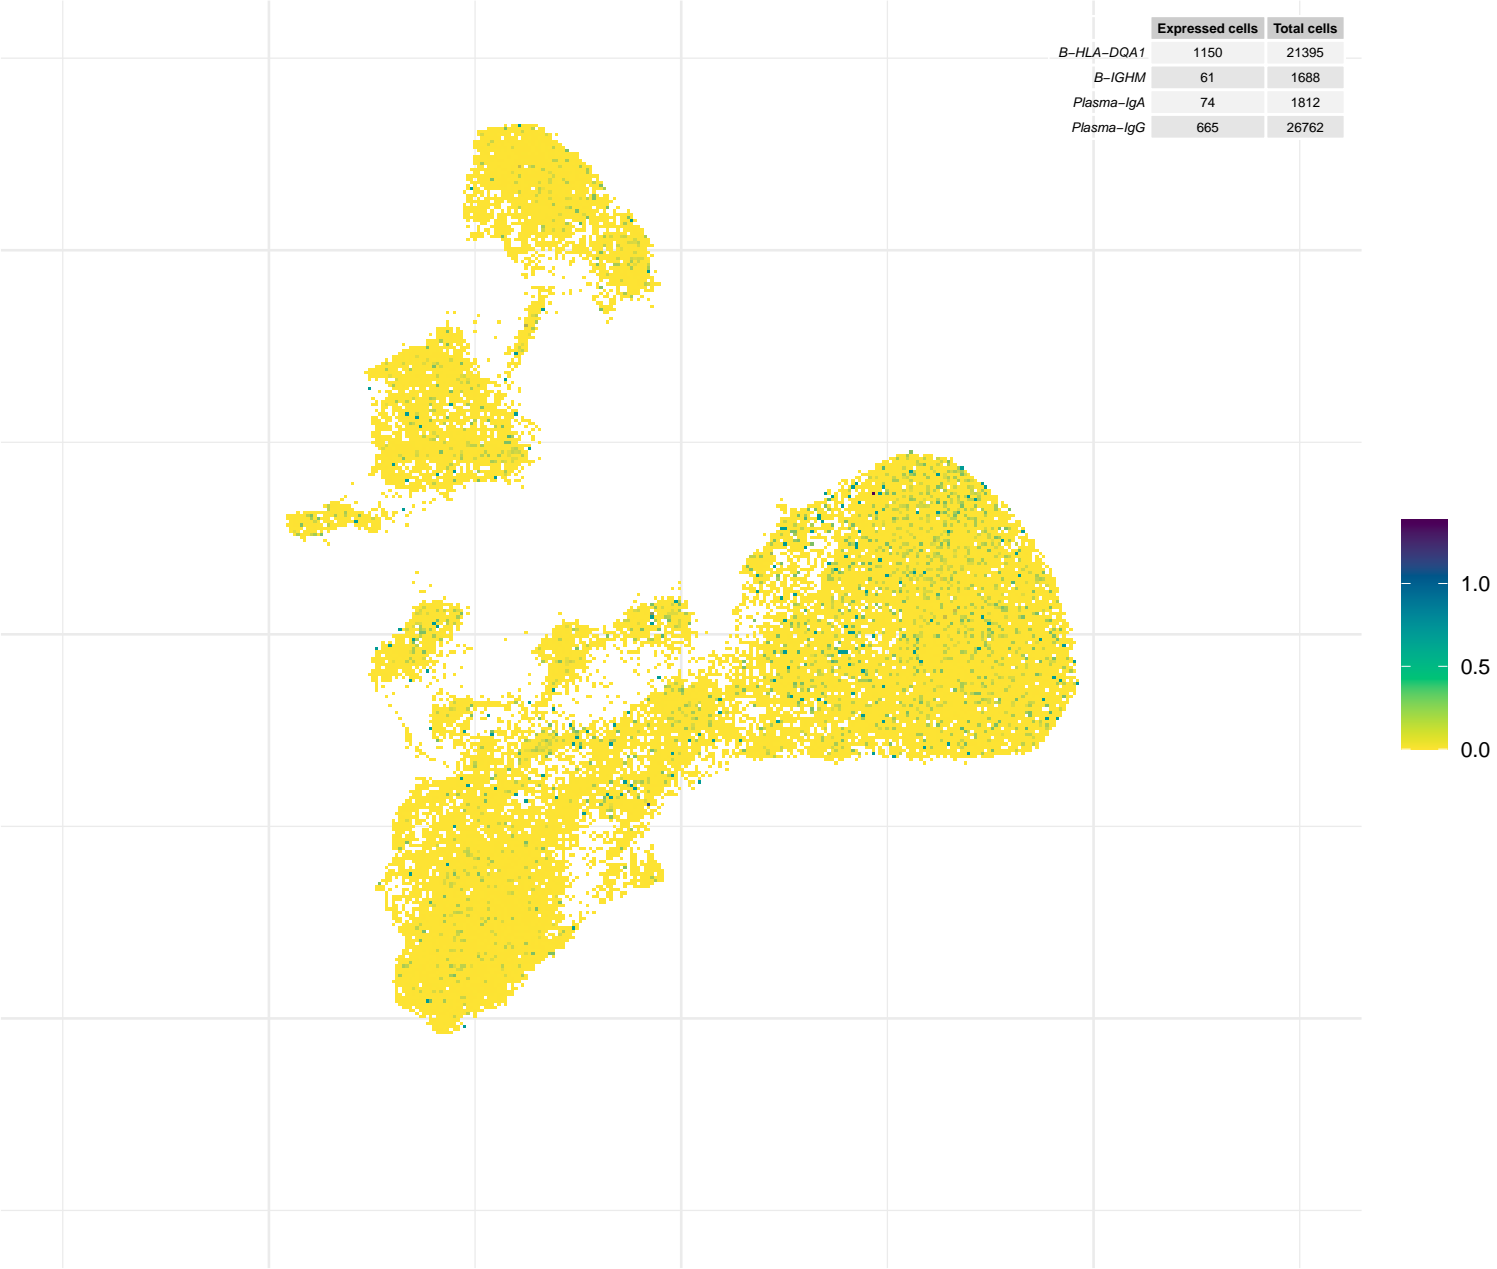 Expressed cells Total cells
B−HLA−DQA1 1150 21395
B−IGHM 61 1688
Plasma−IgA 74 1812
Plasma−IgG 665 26762
1.0
0.5
0.0